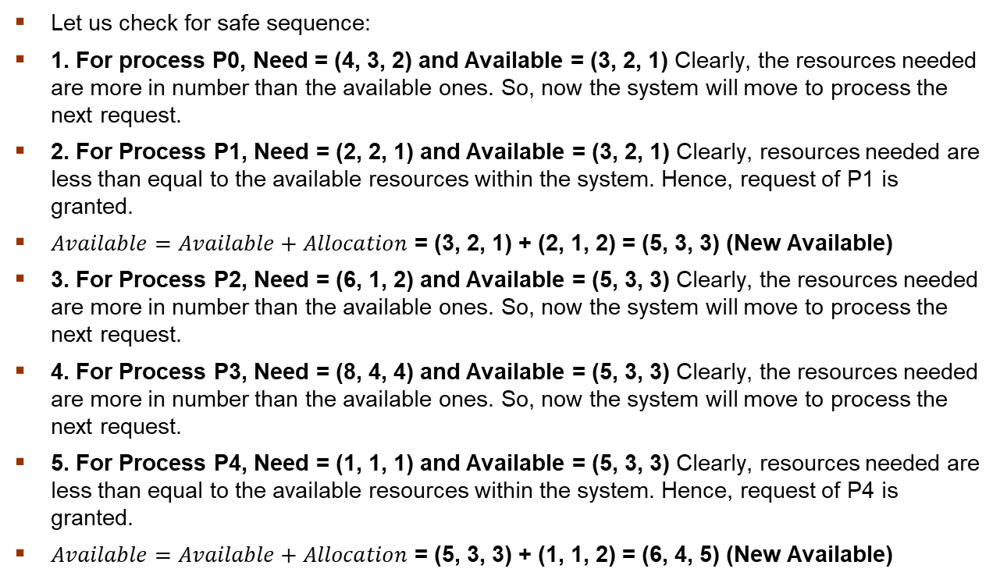 ▪ Let us check for safe sequence:
▪ 1. For process P0, Need = (4, 3, 2) and Available = (3, 2, 1) Clearly, the resources needed
are more in number than the available ones. So, now the system will move to process the
next request.
▪ 2. For Process P1, Need = (2, 2, 1) and Available = (3, 2, 1) Clearly, resources needed are
less than equal to the available resources within the system. Hence, request of P1 is
granted.
▪ Available = Available + Allocation = (3, 2, 1) + (2, 1, 2) = (5, 3, 3) (New Available)
▪ 3. For Process P2, Need = (6, 1, 2) and Available = (5, 3, 3) Clearly, the resources needed
are more in number than the available ones. So, now the system will move to process the
next request.
▪ 4. For Process P3, Need = (8, 4, 4) and Available = (5, 3, 3) Clearly, the resources needed
are more in number than the available ones. So, now the system will move to process the
next request.
▪ 5. For Process P4, Need = (1, 1, 1) and Available = (5, 3, 3) Clearly, resources needed are
less than equal to the available resources within the system. Hence, request of P4 is
granted.
▪ Available = Available + Allocation = (5, 3, 3) + (1, 1, 2) = (6, 4, 5) (New Available)